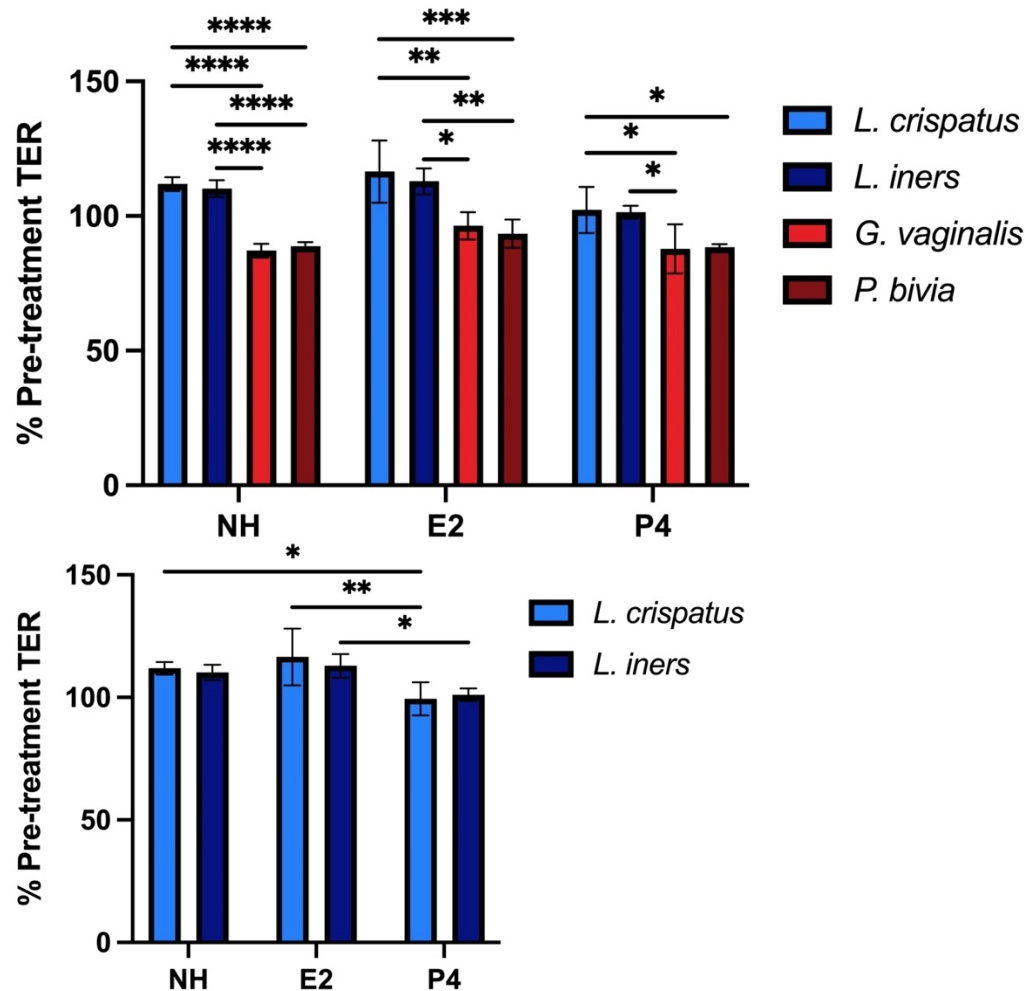 ****
****
****
****
***
**
**
*
*
*
*
% Pre-treatment TER
150
100
50
0
NH E2 P4
L. crispatus
L. iners
G. vaginalis
P. bivia
*
**
*
% Pre-treatment TER
150
100
50
0
NH E2 P4
L. crispatus
L. iners